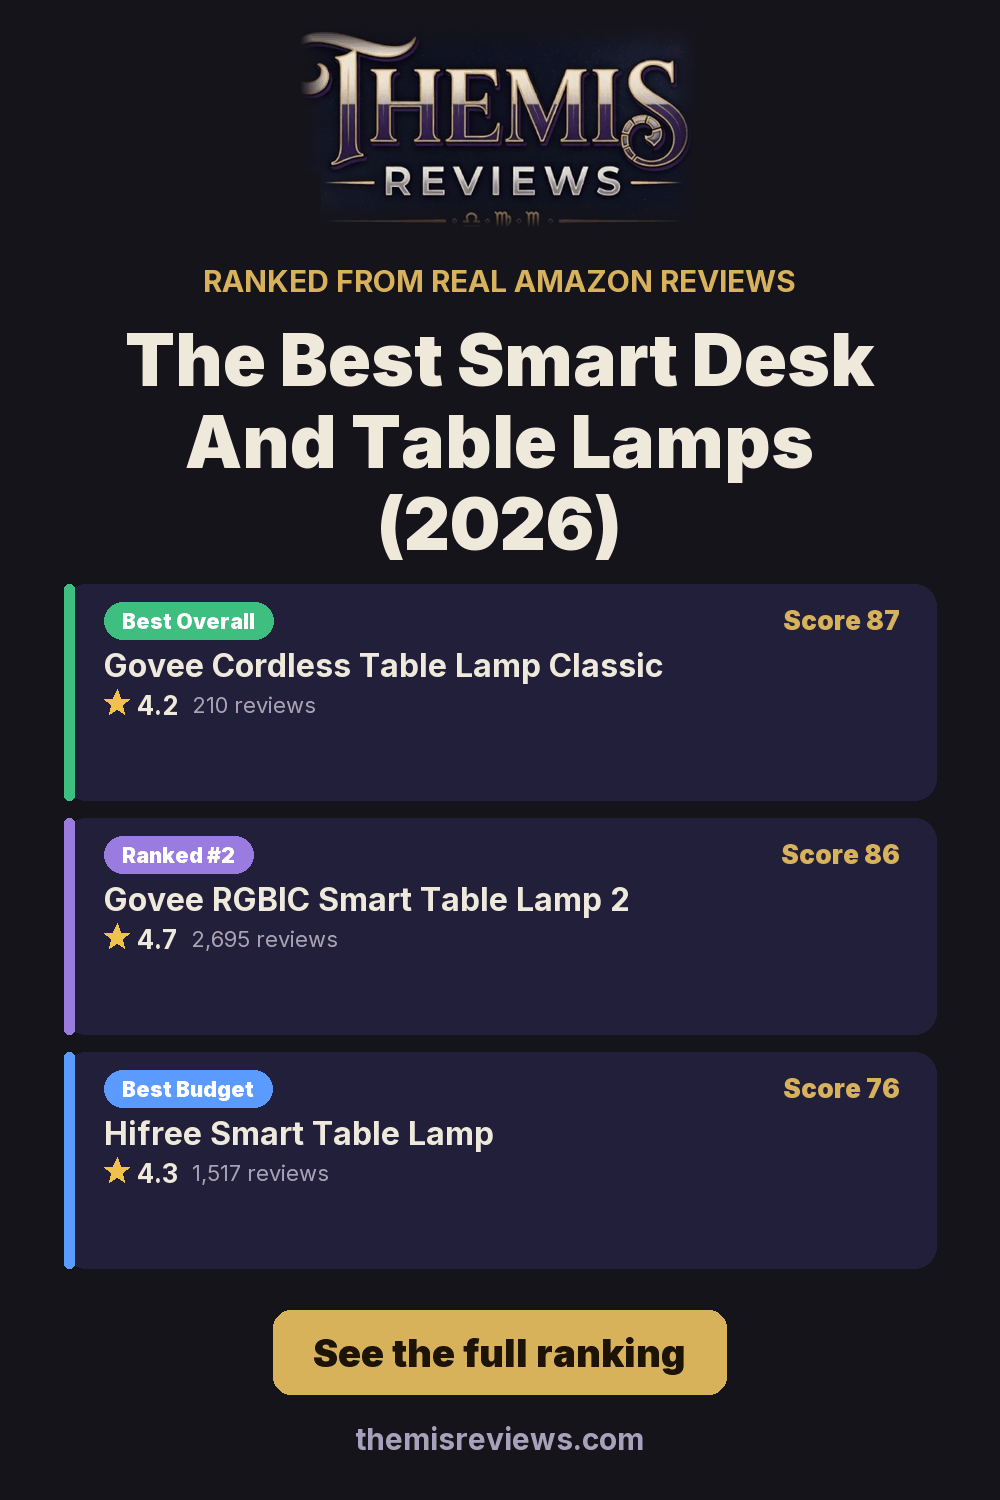 THEMIS
REVIEWS
♎ ♍ ♏
RANKED FROM REAL AMAZON REVIEWS
The Best Smart Desk
And Table Lamps
(2026)
Best Overall
Score 87
Govee Cordless Table Lamp Classic
4.2 210 reviews
Ranked #2
Score 86
Govee RGBIC Smart Table Lamp 2
4.7 2,695 reviews
Best Budget
Score 76
Hifree Smart Table Lamp
4.3 1,517 reviews
See the full ranking
themisreviews.com